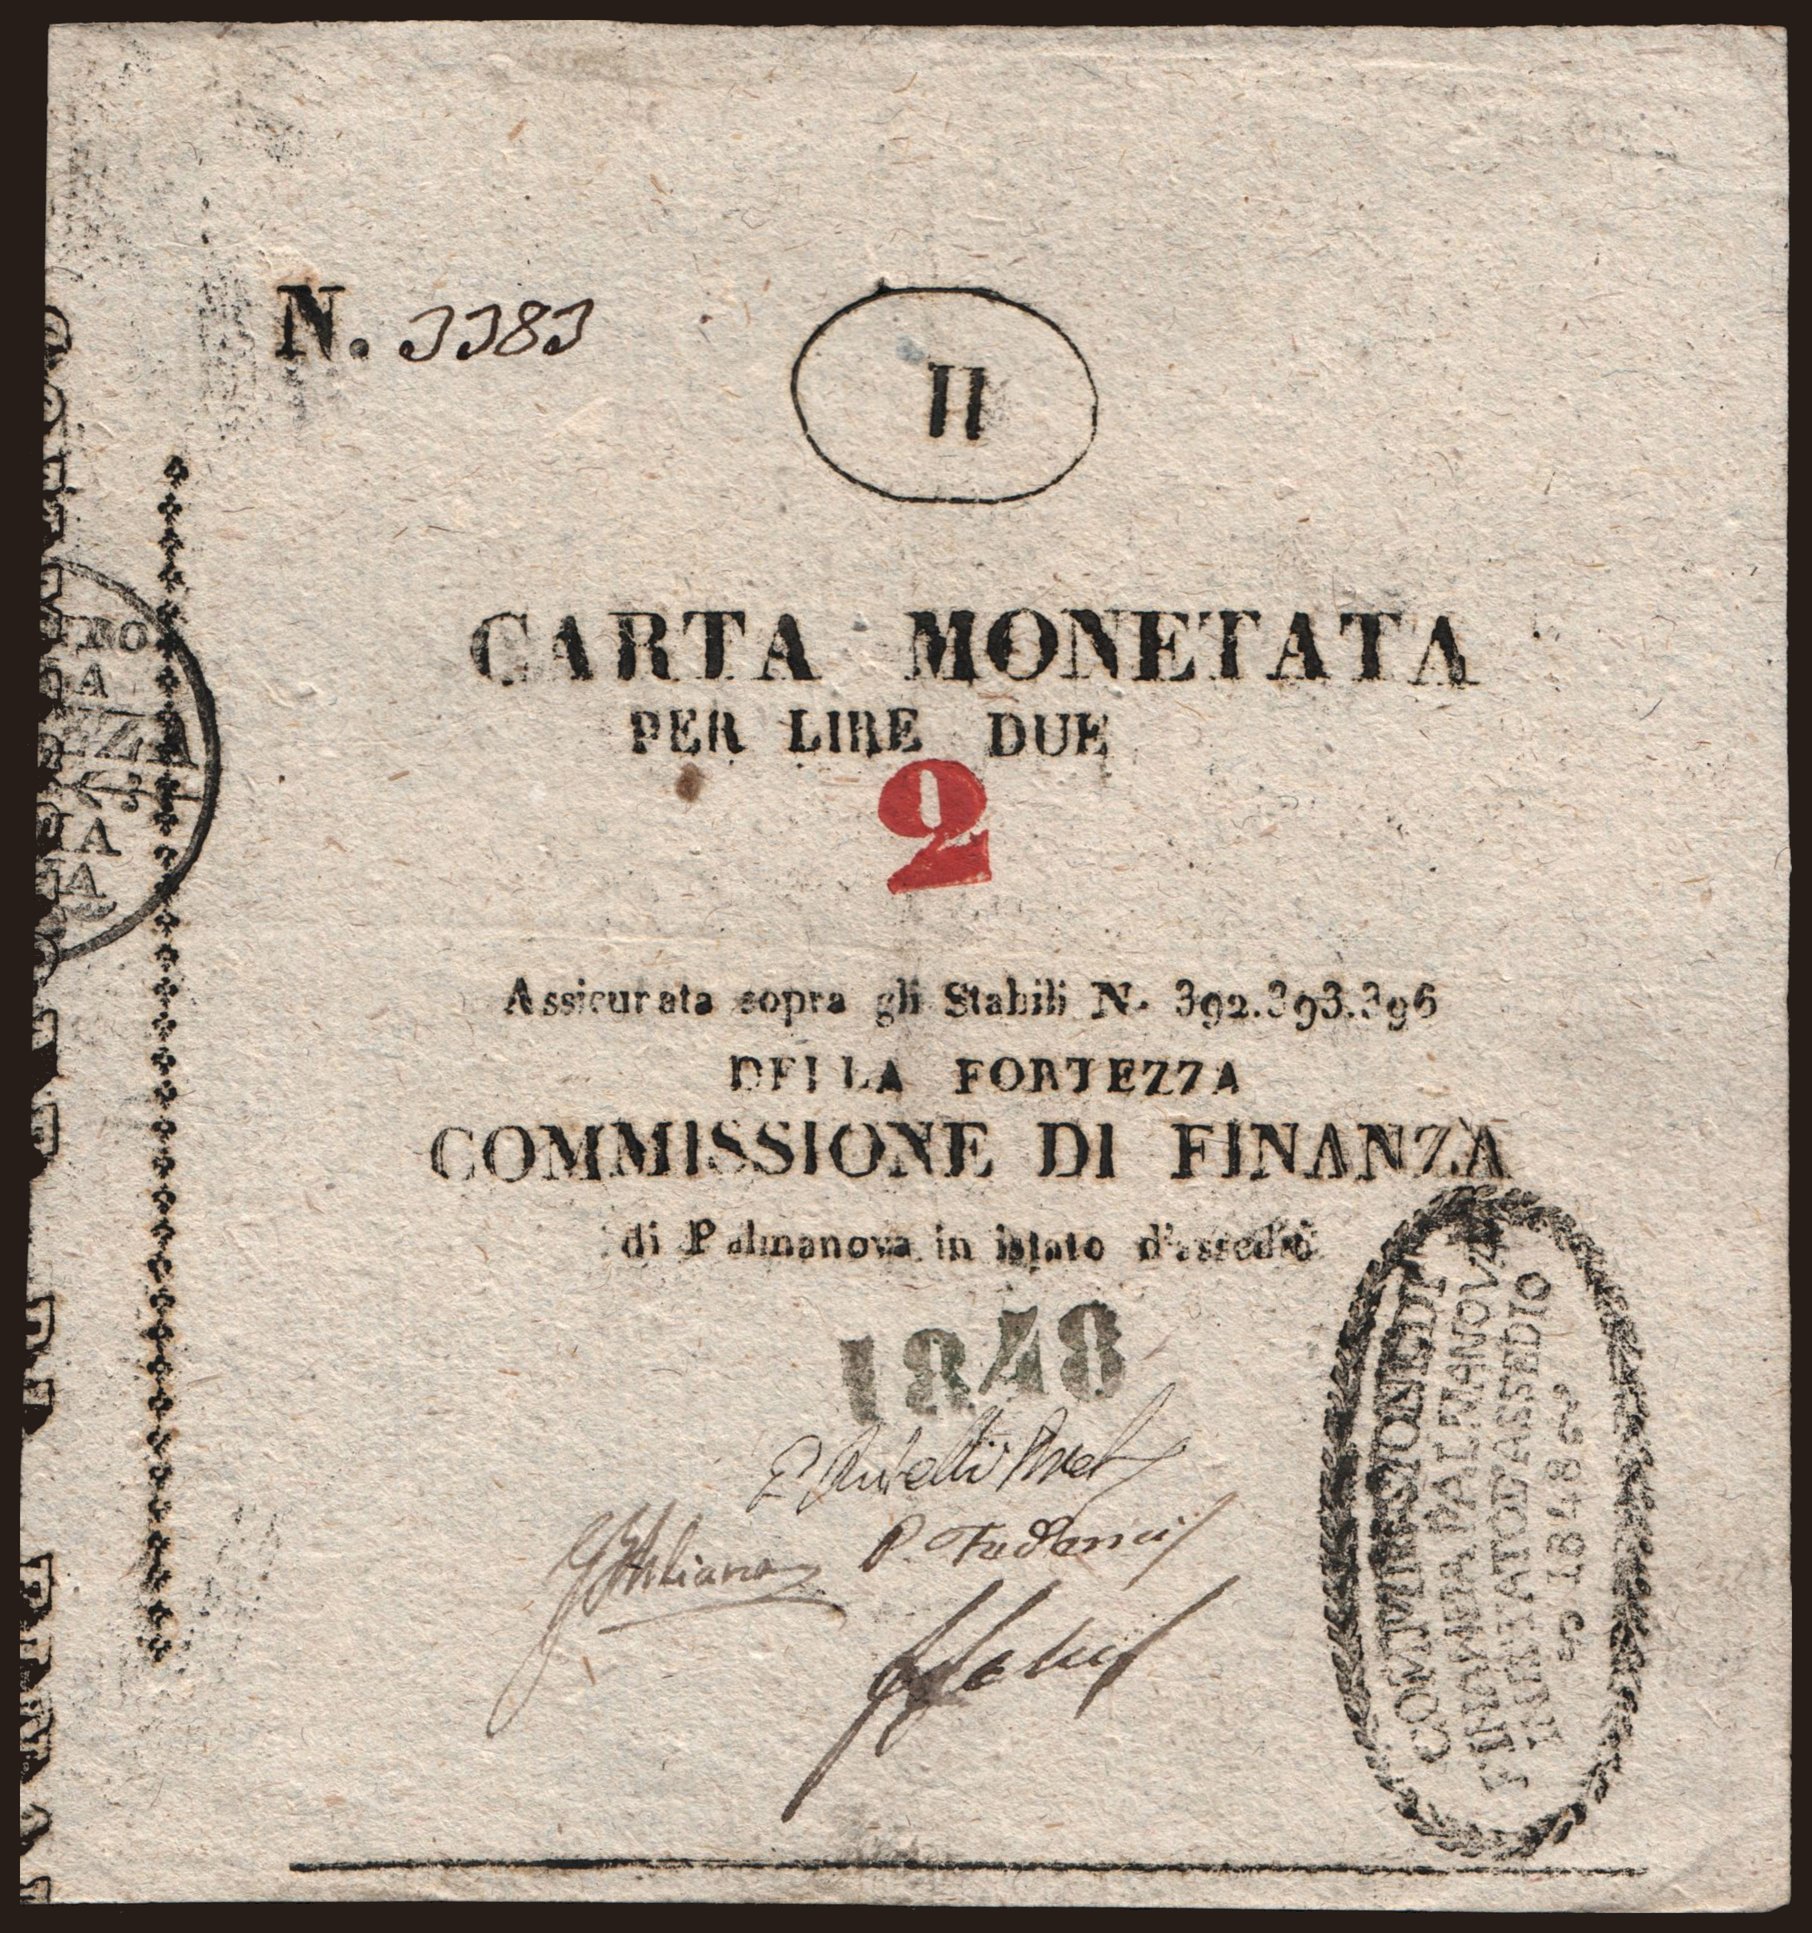 N. 3383
II
CARTA MONETATA
PER LIRE DUE
2
Assicurata sopra gli Stabili N. 392.393.396
DELLA FORTEZZA
COMMISSIONE DI FINANZA
di Palmanova in istato d'assedio
1848
COMMISSIONE DI
FINANZA PALMANOVA
IN ISTATO D'ASSEDIO
1848